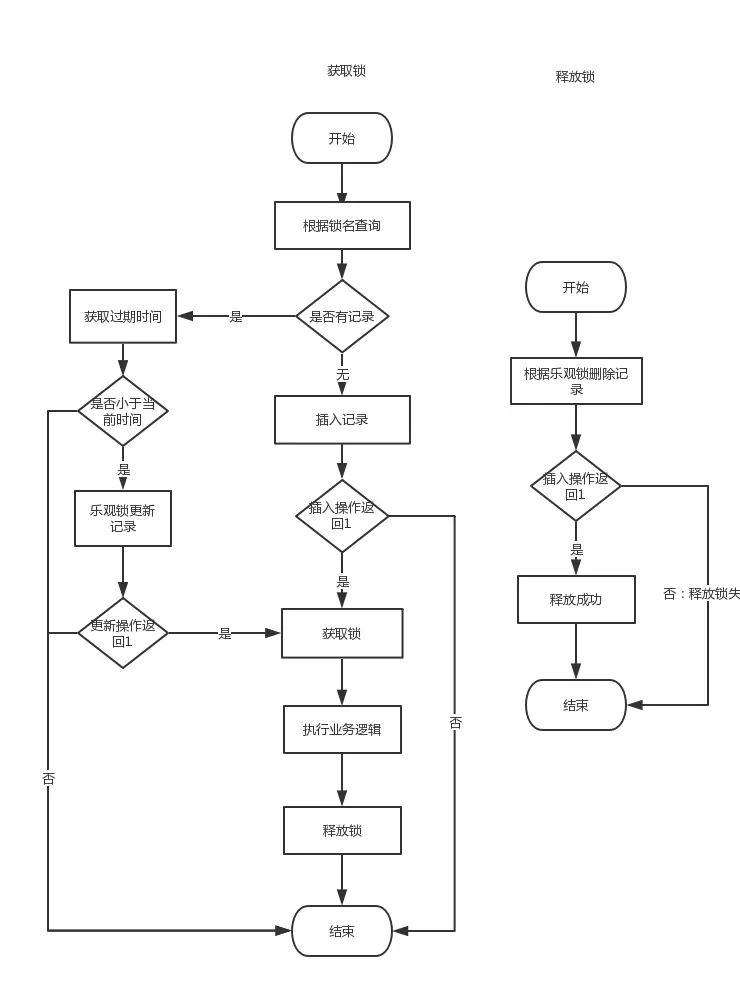 获取锁
释放锁
开始
根据锁名查询
是否有记录
是
获取过期时间
无
是否小于当
前时间
插入记录
是
乐观锁更新
记录
插入操作返
回1
是
更新操作返
回1
是
获取锁
执行业务逻辑
否
否
释放锁
结束
开始
根据乐观锁删除记
录
插入操作返
回1
是
否：释放锁失
释放成功
结束